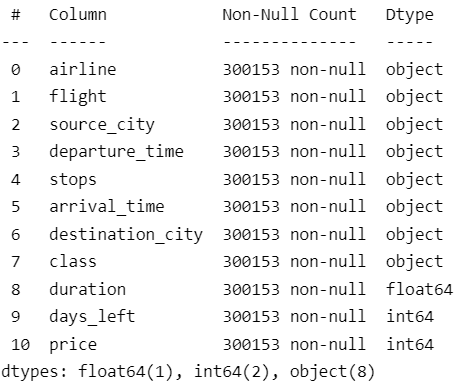 #   Column            Non-Null Count   Dtype
---  ------            --------------   -----
0   airline           300153 non-null  object
1   flight            300153 non-null  object
2   source_city       300153 non-null  object
3   departure_time    300153 non-null  object
4   stops             300153 non-null  object
5   arrival_time      300153 non-null  object
6   destination_city  300153 non-null  object
7   class             300153 non-null  object
8   duration          300153 non-null  float64
9   days_left         300153 non-null  int64
10  price             300153 non-null  int64
dtypes: float64(1), int64(2), object(8)